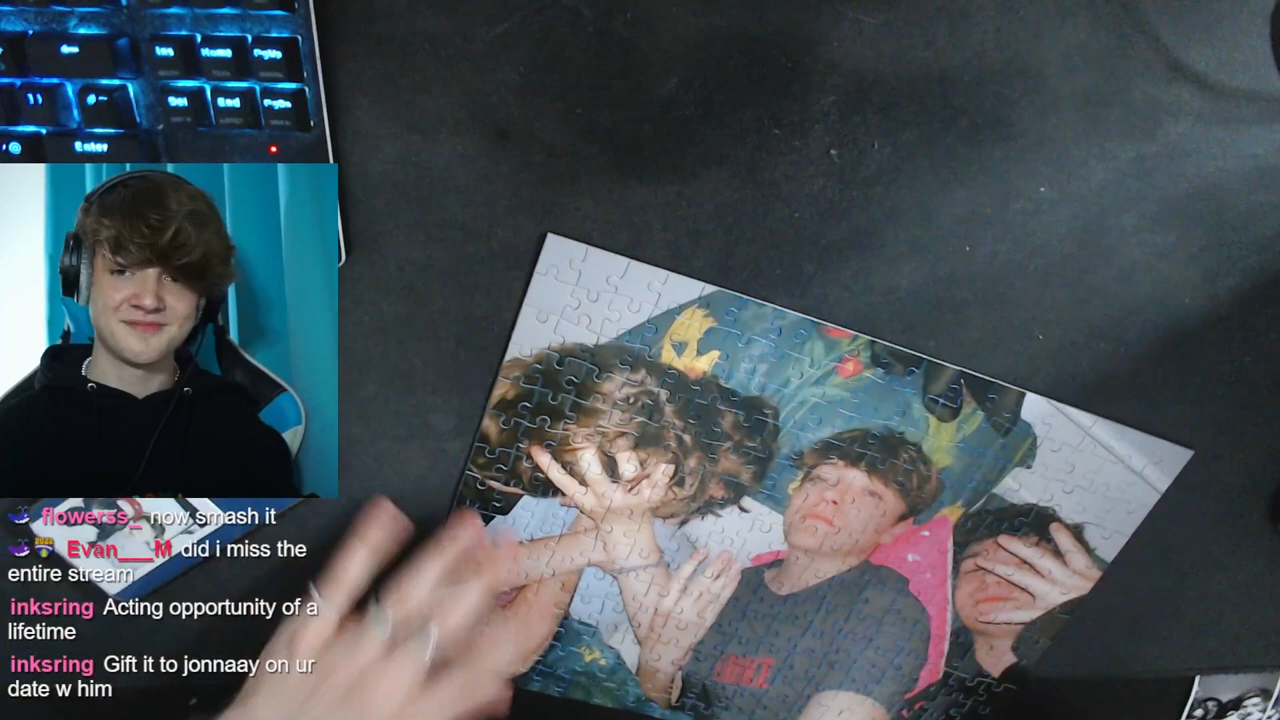 Ins Home PgUp
Del End PgDn
Enter
flowerss_ now smash it
Evan___M did i miss the
entire stream
inksring Acting opportunity of a
lifetime
inksring Gift it to jonnaay on ur
date w him